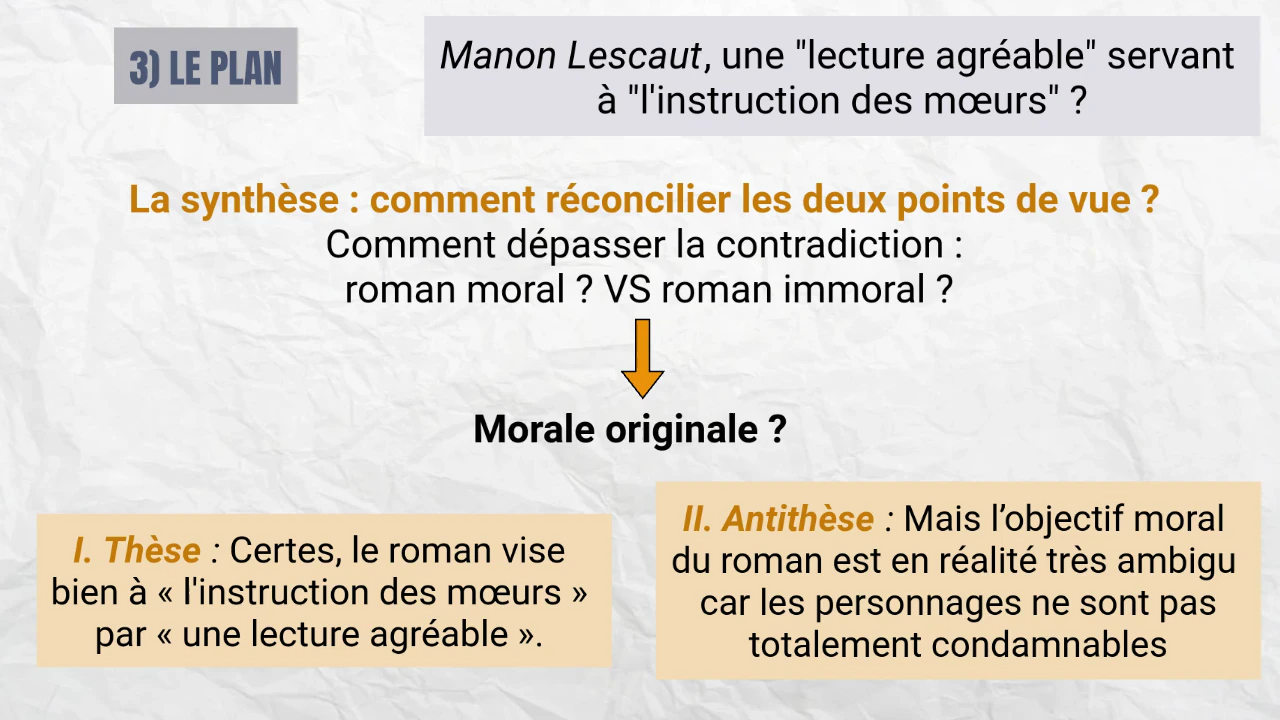 3) LE PLAN
Manon Lescaut, une "lecture agréable" servant
à "l'instruction des mœurs" ?
La synthèse : comment réconcilier les deux points de vue ?
Comment dépasser la contradiction :
roman moral ? VS roman immoral ?
Morale originale ?
I. Thèse : Certes, le roman vise
bien à « l'instruction des mœurs »
par « une lecture agréable ».
II. Antithèse : Mais l’objectif moral
du roman est en réalité très ambigu
car les personnages ne sont pas
totalement condamnables